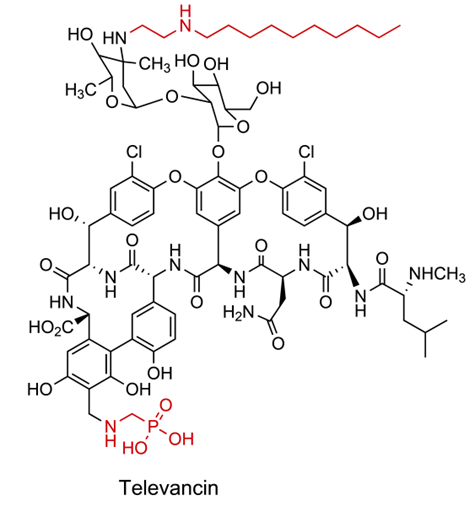 H
HO HN N
CH3 HO OH
H3C OH
O O
O
Cl O Cl
O O
HO OH
O H O H
O N N O NHCH3
N N N
H H H
HN O O
H2N
HO2C O
OH
HO OH
O
N P OH
H HO
Televancin